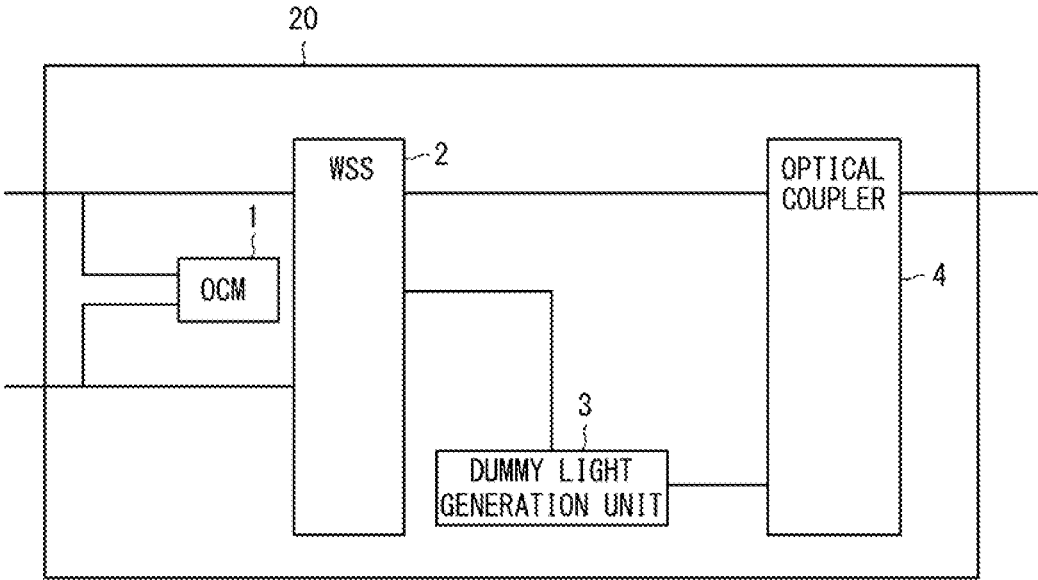 20
WSS
2
OPTICAL
COUPLER
1
OCM
4
3
DUMMY LIGHT
GENERATION UNIT